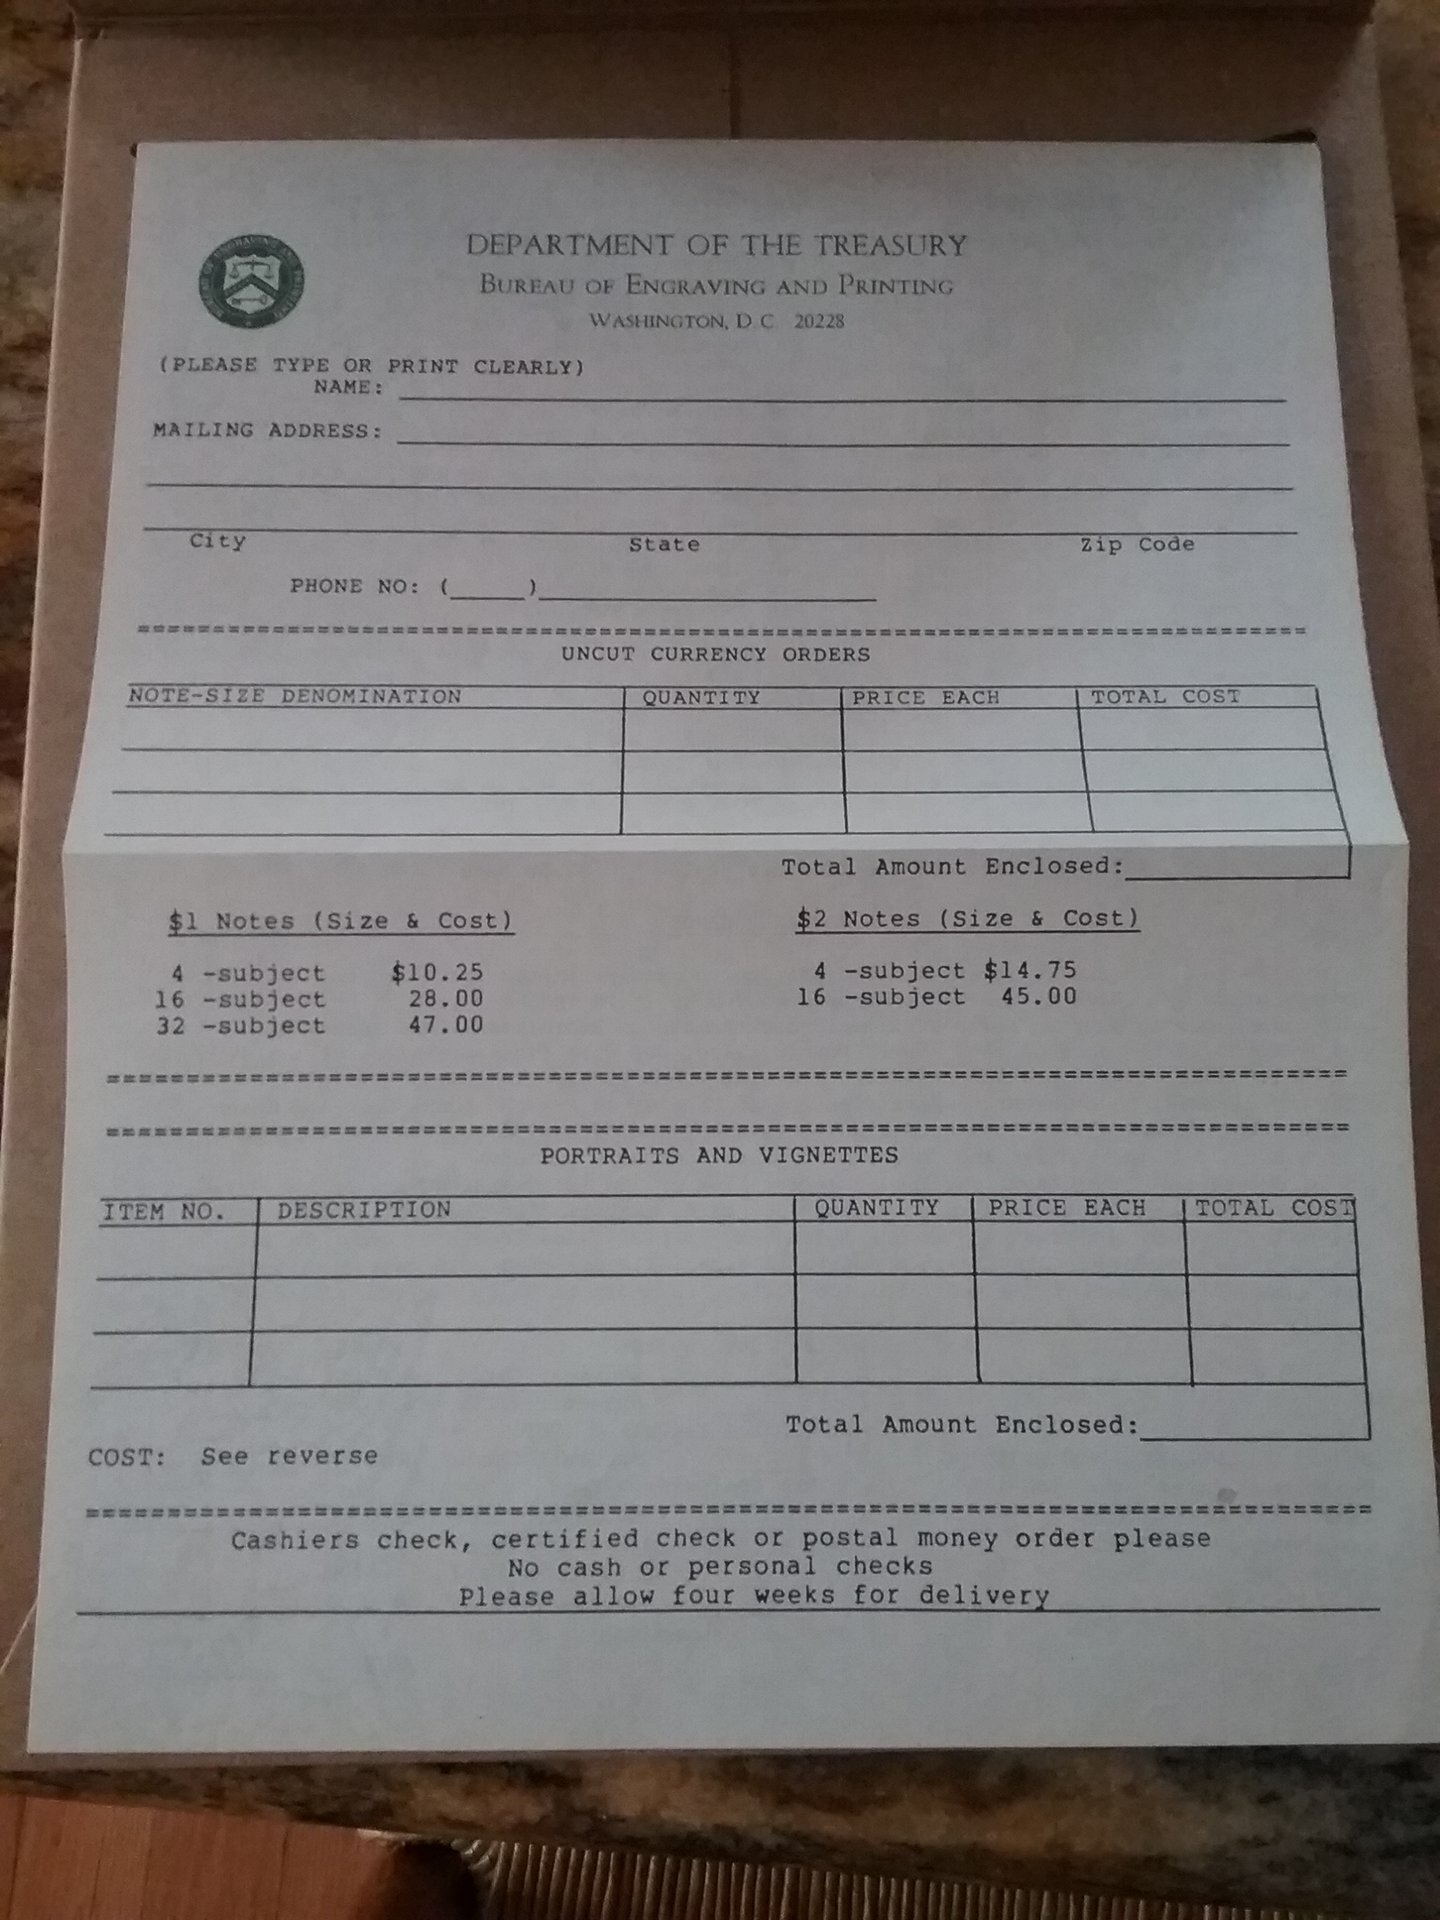 DEPARTMENT OF THE TREASURY
BUREAU OF ENGRAVING AND PRINTING
WASHINGTON, D C 20228
(PLEASE TYPE OR PRINT CLEARLY)
NAME:
MAILING ADDRESS:
City State Zip Code
PHONE NO: (_____)
UNCUT CURRENCY ORDERS
NOTE-SIZE DENOMINATION QUANTITY PRICE EACH TOTAL COST
Total Amount Enclosed:
$1 Notes (Size & Cost) $2 Notes (Size & Cost)
4 -subject $10.25 4 -subject $14.75
16 -subject 28.00 16 -subject 45.00
32 -subject 47.00
PORTRAITS AND VIGNETTES
ITEM NO. DESCRIPTION QUANTITY PRICE EACH TOTAL COST
Total Amount Enclosed:
COST: See reverse
Cashiers check, certified check or postal money order please
No cash or personal checks
Please allow four weeks for delivery